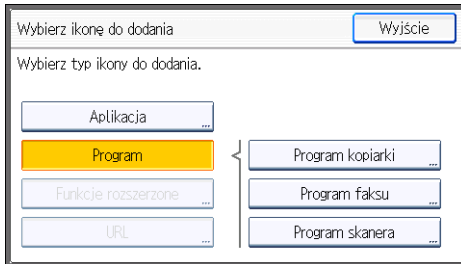 Wybierz ikonę do dodania
Wyjście
Wybierz typ ikony do dodania.
Aplikacja
Program
Program kopiarki
Funkcje rozszerzone
Program faksu
URL
Program skanera